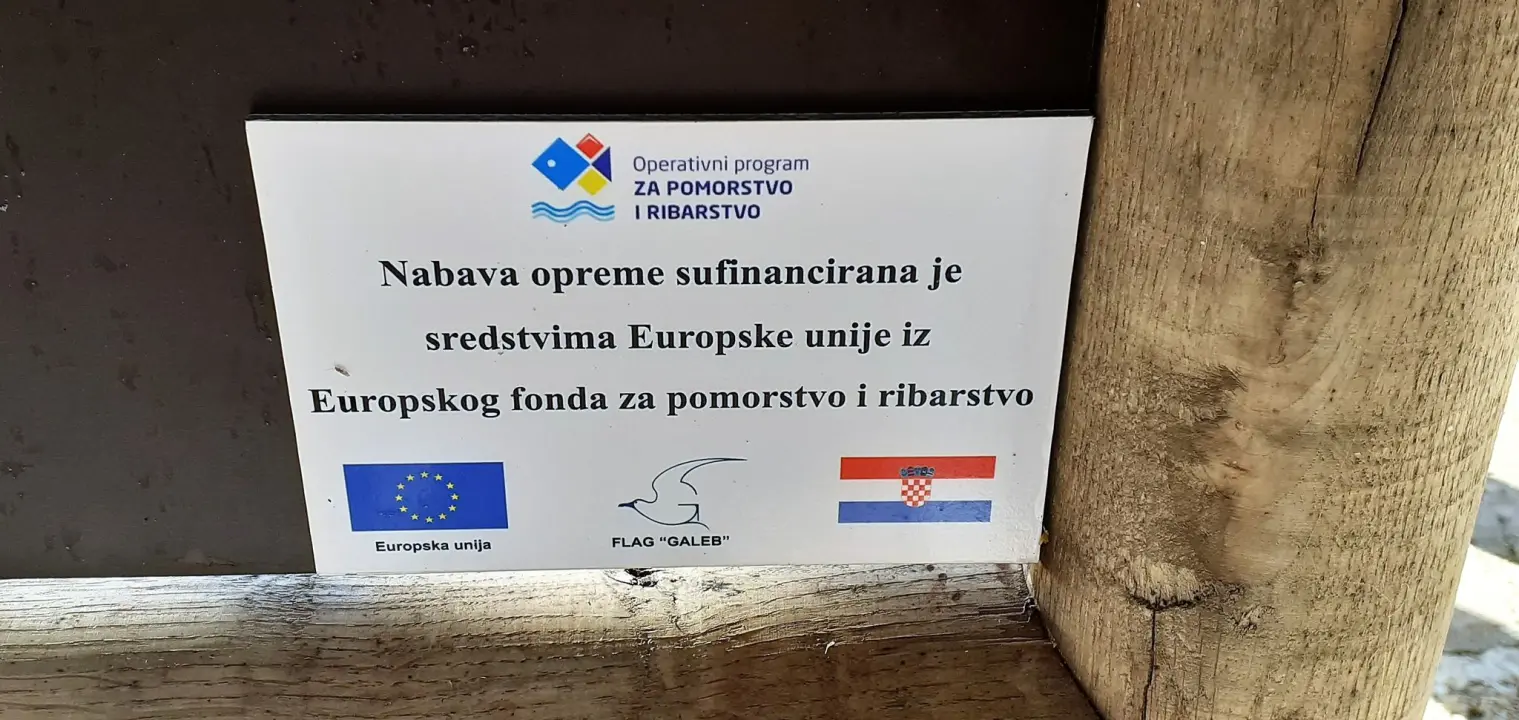 Operativni program
ZA POMORSTVO
I RIBARSTVO
Nabava opreme sufinancirana je
sredstvima Europske unije iz
Europskog fonda za pomorstvo i ribarstvo
Europska unija
FLAG “GALEB”